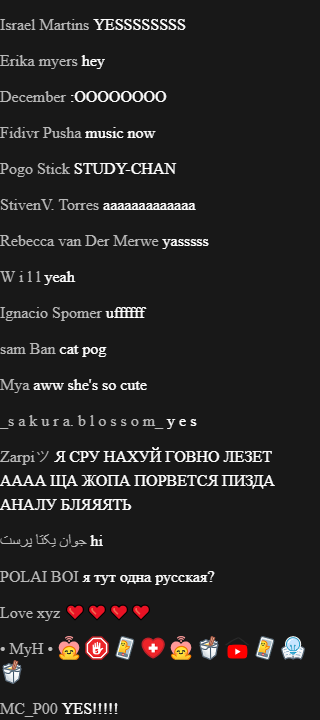 Israel Martins YESSSSSSSS
Erika myers hey
December :OOOOOOOO
Fidivr Pusha music now
Pogo Stick STUDY-CHAN
StivenV. Torres aaaaaaaaaaaaa
Rebecca van Der Merwe yasssss
W i l l yeah
Ignacio Spomer uffffff
sam Ban cat pog
Mya aww she's so cute
_s a k u r a. b l o s s o m_ y e s
Zarpiツ Я СРУ НАХУЙ ГОВНО ЛЕЗЕТ
АААА ЩА ЖОПА ПОРВЕТСЯ ПИЗДА
АНАЛУ БЛЯЯЯТЬ
جوان یکتا پرست hi
POLAI BOI я тут одна русская?
Love xyz ❤❤❤❤
• MyH •
MC_P00 YES!!!!!